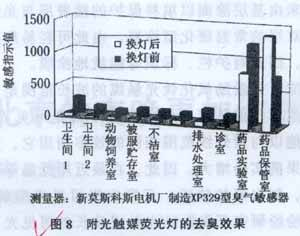 敏感指示值
1500
1000
500
0
换灯后
换灯前
卫生间1
卫生间2
动物饲养室
被服贮存室
不洁室
排水处理室
诊室
药品实验室
药品保管室
测量器：新莫斯科斯电机厂制造XP329型臭气敏感器
图8 附光触媒荧光灯的去臭效果